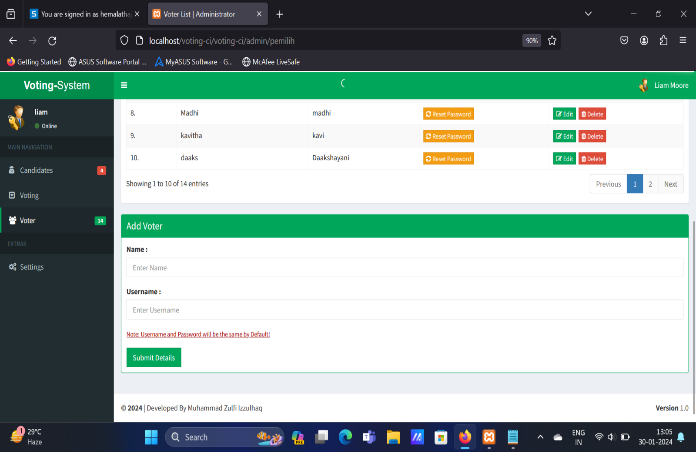 You are signed in as hemalatha
Voter List | Administrator
localhost/voting-ci/voting-ci/admin/pemilih
90%
Getting Started
ASUS Software Portal ...
MyASUS Software - G...
McAfee LiveSafe
Voting-System
Liam Moore
liam
Online
MAIN NAVIGATION
Candidates 4
Voting
Voter 14
EXTRAS
Settings
8. Madhi madhi Reset Password Edit Delete
9. kavitha kavi Reset Password Edit Delete
10. daaks Daakshayani Reset Password Edit Delete
Showing 1 to 10 of 14 entries
Previous 1 2 Next
Add Voter
Name :
Enter Name
Username :
Enter Username
Note: Username and Password will be the same by Default!
Submit Details
© 2024 | Developed By Muhammad Zulfi Izzulhaq
Version 1.0
1
29°C
Haze
Search
ENG
IN
13:05
30-01-2024